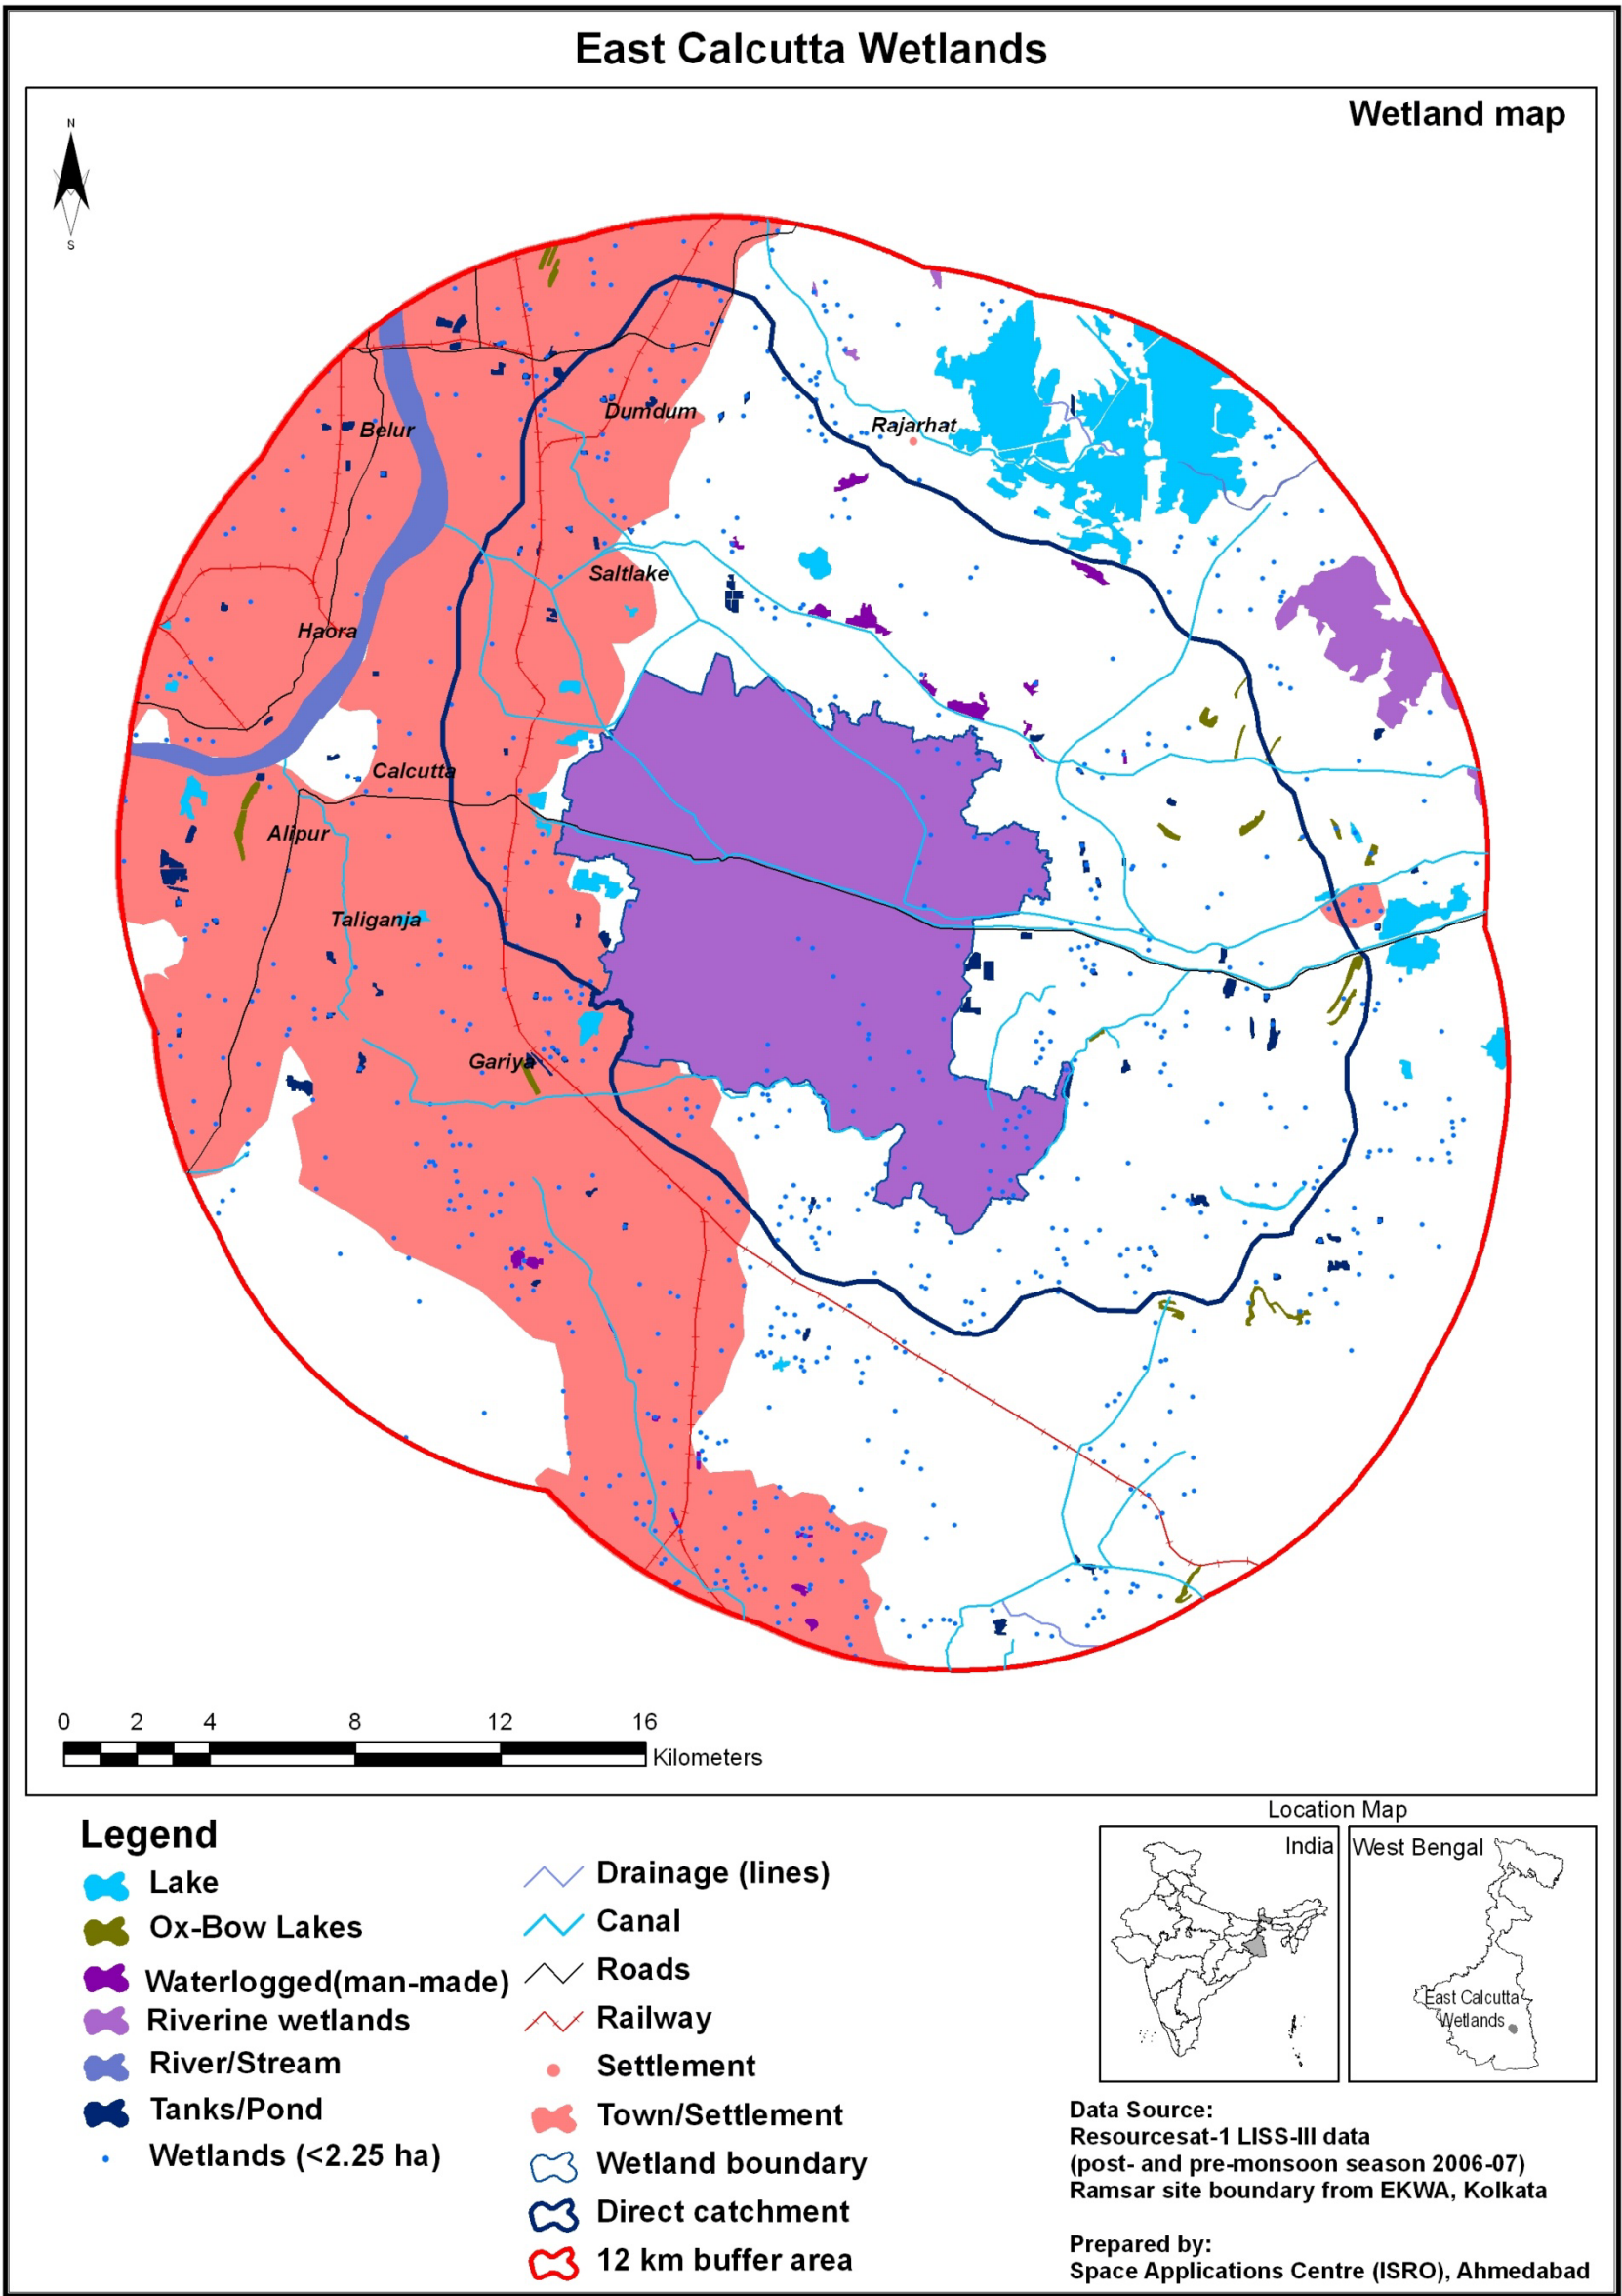 East Calcutta Wetlands
Wetland map
N
S
Dumdum
Belur
Rajarhat
Saltlake
Haora
Calcutta
Alipur
Taliganja
Gariya
0 2 4 8 12 16
Kilometers
Legend
Lake
Ox-Bow Lakes
Waterlogged(man-made)
Riverine wetlands
River/Stream
Tanks/Pond
Wetlands (<2.25 ha)
Drainage (lines)
Canal
Roads
Railway
Settlement
Town/Settlement
Wetland boundary
Direct catchment
12 km buffer area
Location Map
India
West Bengal
East Calcutta
Wetlands
Data Source:
Resourcesat-1 LISS-III data
(post- and pre-monsoon season 2006-07)
Ramsar site boundary from EKWA, Kolkata
Prepared by:
Space Applications Centre (ISRO), Ahmedabad